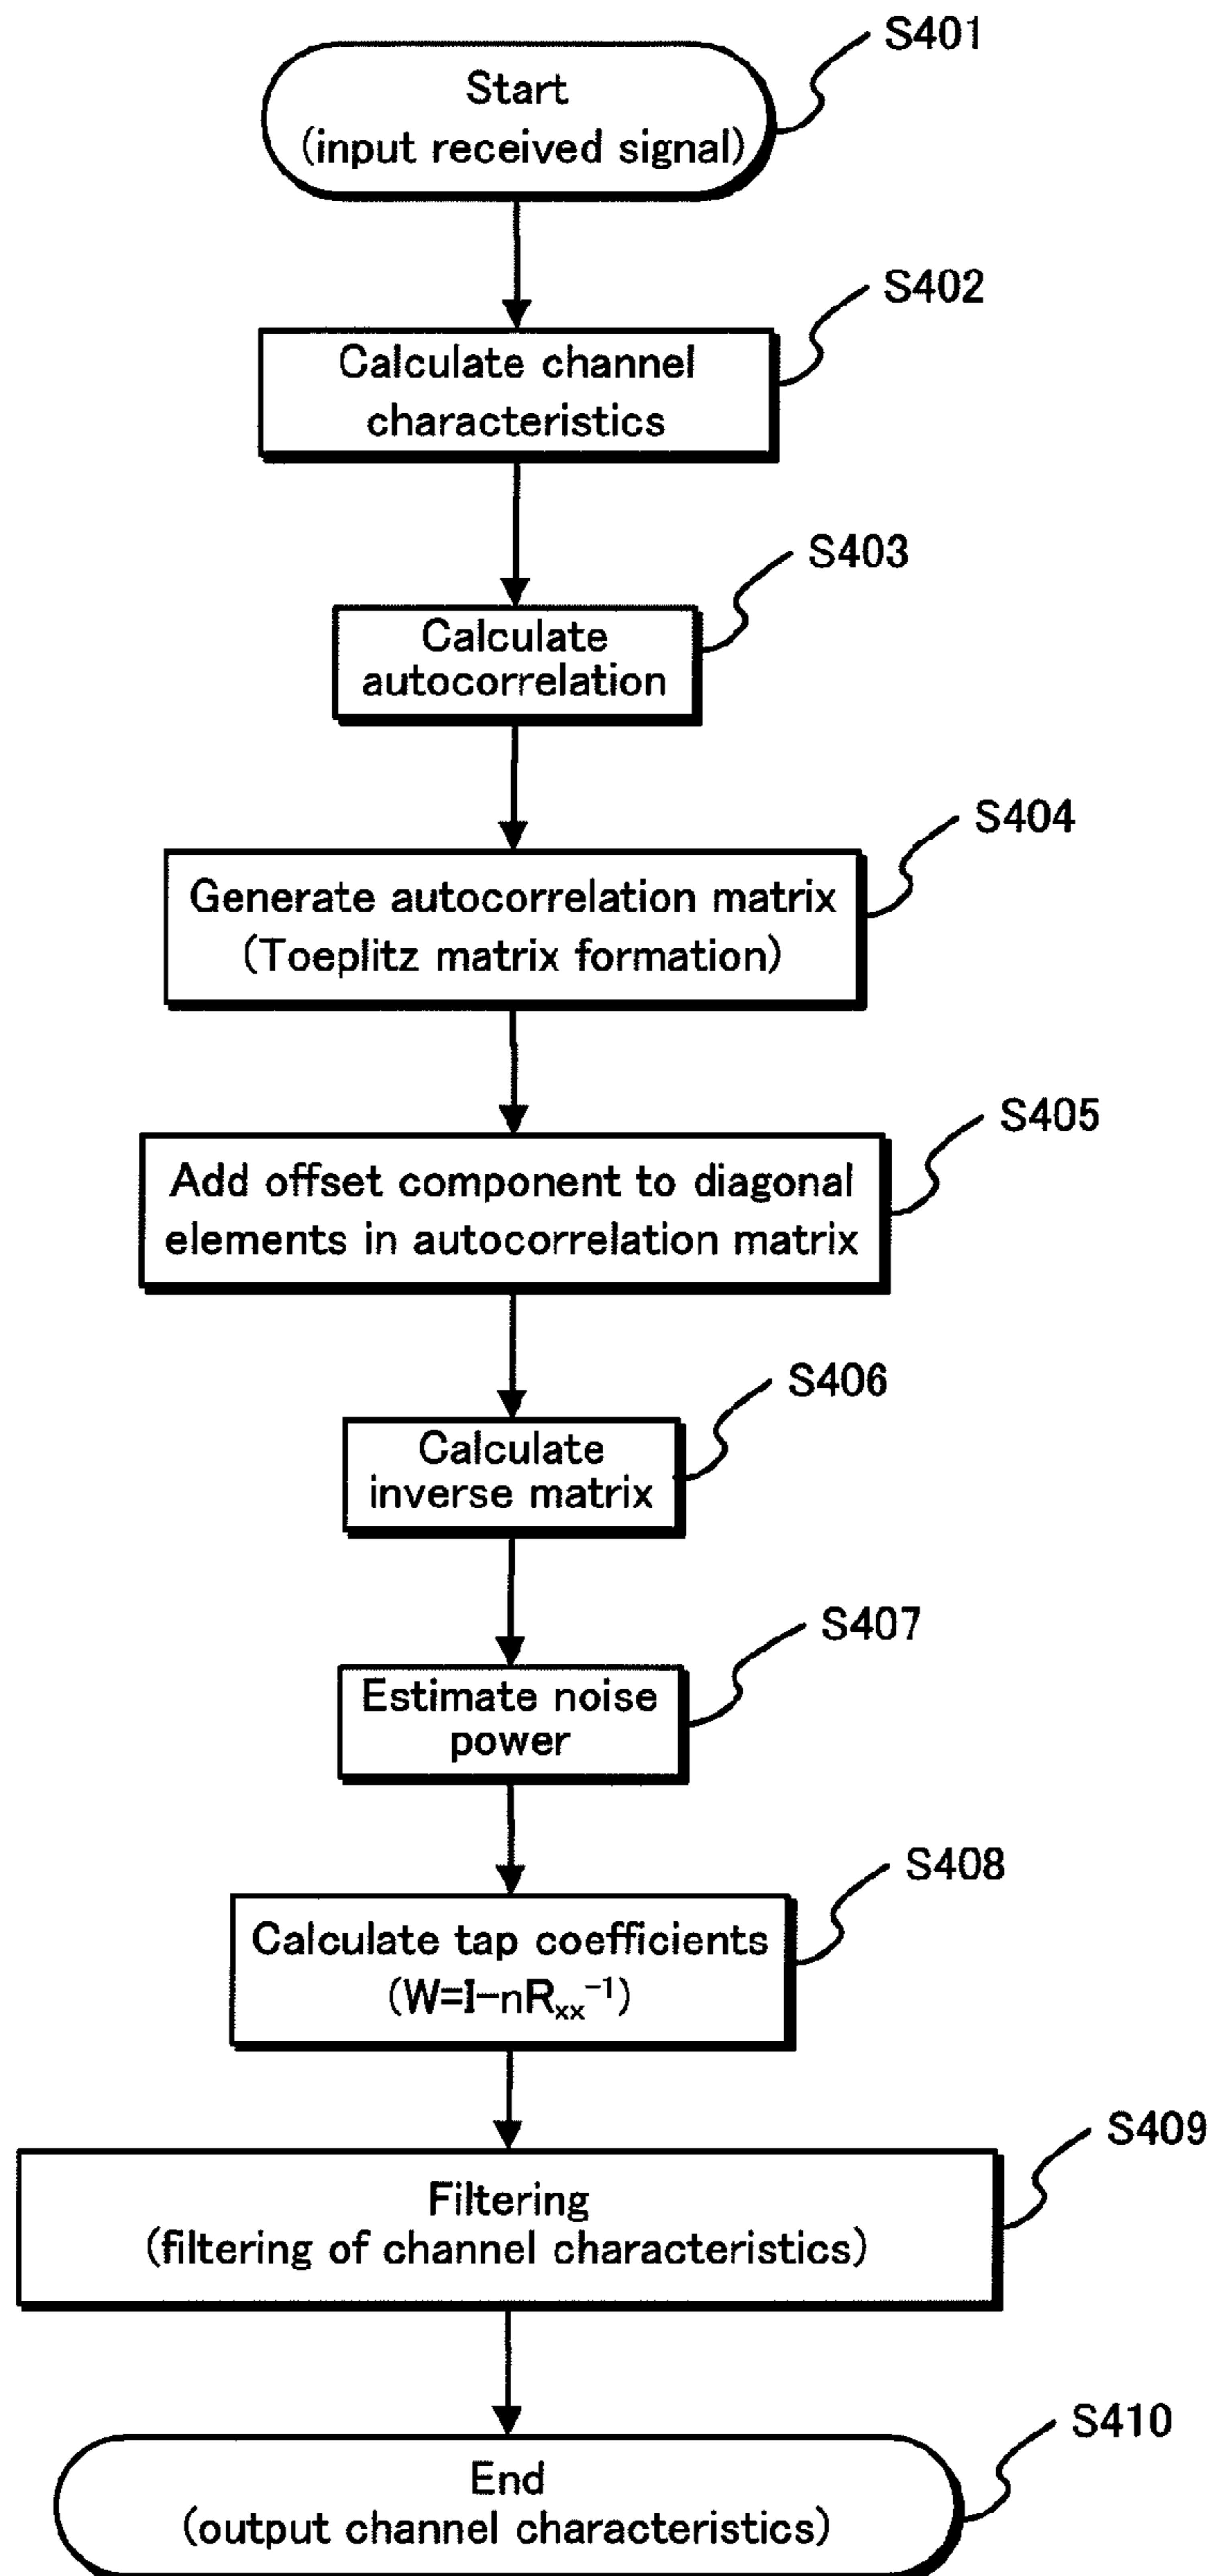 S401
Start
(input received signal)
S402
Calculate channel
characteristics
S403
Calculate
autocorrelation
S404
Generate autocorrelation matrix
(Toeplitz matrix formation)
S405
Add offset component to diagonal
elements in autocorrelation matrix
S406
Calculate
inverse matrix
S407
Estimate noise
power
S408
Calculate tap coefficients
(W=I-nRₓₓ⁻¹)
S409
Filtering
(filtering of channel characteristics)
S410
End
(output channel characteristics)